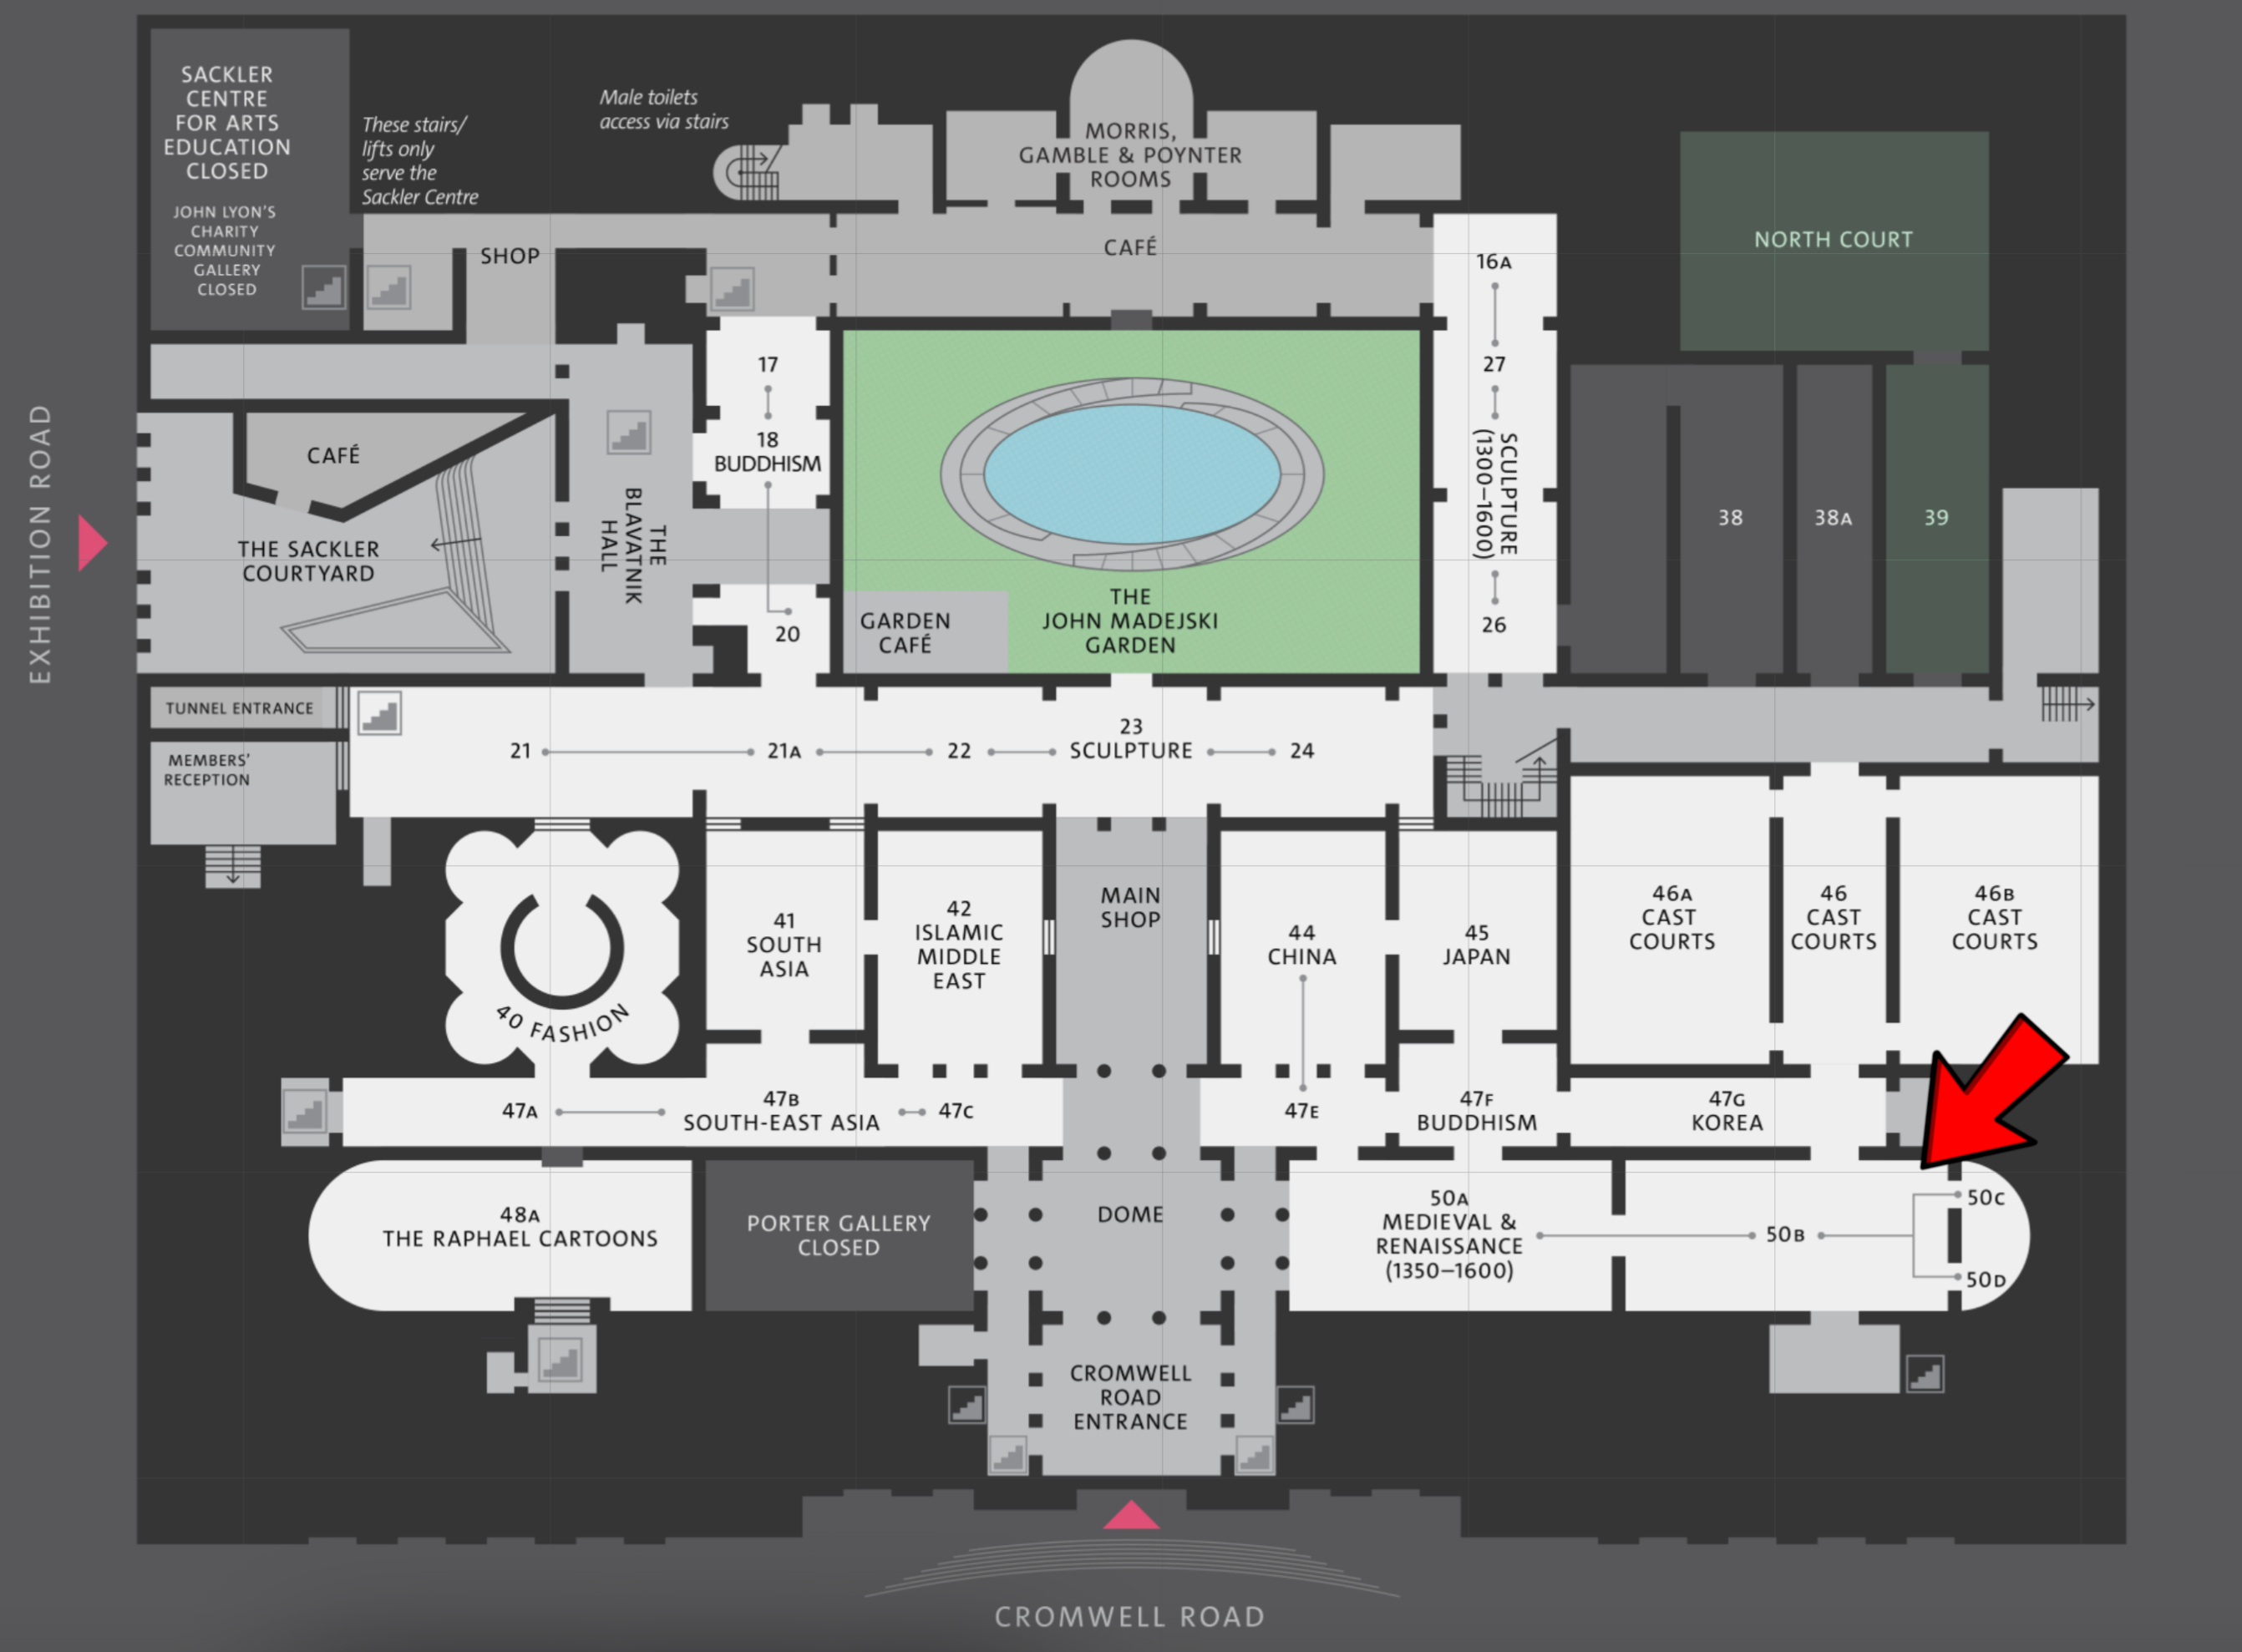 SACKLER
CENTRE
FOR ARTS
EDUCATION
CLOSED
JOHN LYON'S
CHARITY
COMMUNITY
GALLERY
CLOSED
These stairs/
lifts only
serve the
Sackler Centre
Male toilets
access via stairs
MORRIS,
GAMBLE & POYNTER
ROOMS
SHOP
CAFÉ
16A
27
SCULPTURE
(1300–1600)
26
NORTH COURT
17
18
BUDDHISM
20
CAFÉ
THE SACKLER
COURTYARD
THE
BLAVATNIK
HALL
GARDEN
CAFÉ
THE
JOHN MADEJSKI
GARDEN
38
38A
39
EXHIBITION ROAD
TUNNEL ENTRANCE
MEMBERS'
RECEPTION
21
21A
22
23
SCULPTURE
24
40 FASHION
41
SOUTH
ASIA
42
ISLAMIC
MIDDLE
EAST
MAIN
SHOP
44
CHINA
45
JAPAN
46A
CAST
COURTS
46
CAST
COURTS
46B
CAST
COURTS
47A
47B
SOUTH-EAST ASIA
47C
47E
47F
BUDDHISM
47G
KOREA
48A
THE RAPHAEL CARTOONS
PORTER GALLERY
CLOSED
DOME
50A
MEDIEVAL &
RENAISSANCE
(1350–1600)
50B
50C
50D
CROMWELL
ROAD
ENTRANCE
CROMWELL ROAD